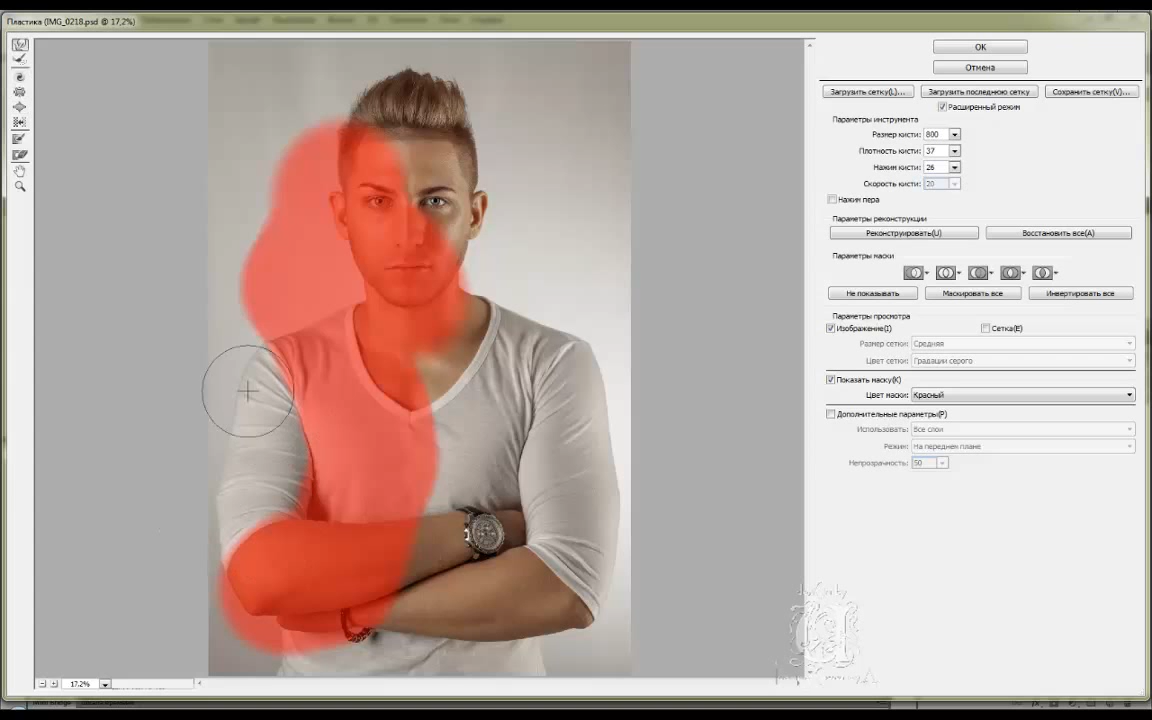 Пластика (IMG_0218.psd @ 17,2%)
OK
Отмена
Загрузить сетку(L)... Загрузить последнюю сетку Сохранить сетку(V)...
Расширенный режим
Параметры инструмента
Размер кисти: 800
Плотность кисти: 37
Нажим кисти: 26
Скорость кисти: 20
Нажим пера
Параметры реконструкции
Реконструировать(U) Восстановить все(A)
Параметры маски
Не показывать Маскировать все Инвертировать все
Параметры просмотра
Изображение(I) Сетка(E)
Размер сетки: Средняя
Цвет сетки: Градации серого
Показать маску(K)
Цвет маски: Красный
Дополнительные параметры(P)
Использовать: Все слои
Режим: На переднем плане
Непрозрачность: 50
17,2%